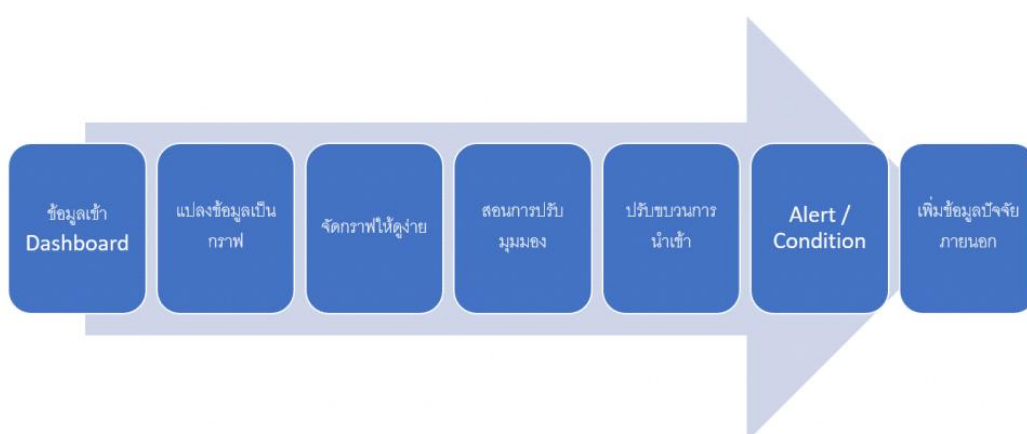 ข้อมูลเข้า
Dashboard
แปลงข้อมูลเป็น
กราฟ
จัดกราฟให้ดูง่าย
สอนการปรับ
มุมมอง
ปรับขบวนการ
นำเข้า
Alert /
Condition
เพิ่มข้อมูลปัจจัย
ภายนอก